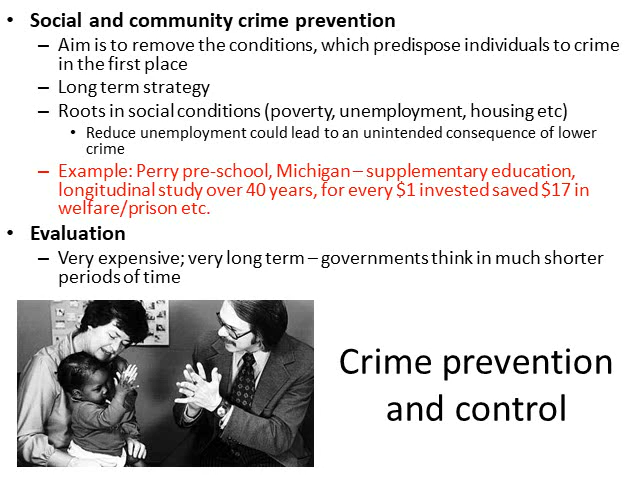 • Social and community crime prevention
– Aim is to remove the conditions, which predispose individuals to crime
in the first place
– Long term strategy
– Roots in social conditions (poverty, unemployment, housing etc)
• Reduce unemployment could lead to an unintended consequence of lower
crime
– Example: Perry pre-school, Michigan – supplementary education,
longitudinal study over 40 years, for every $1 invested saved $17 in
welfare/prison etc.
• Evaluation
– Very expensive; very long term – governments think in much shorter
periods of time
Crime prevention
and control